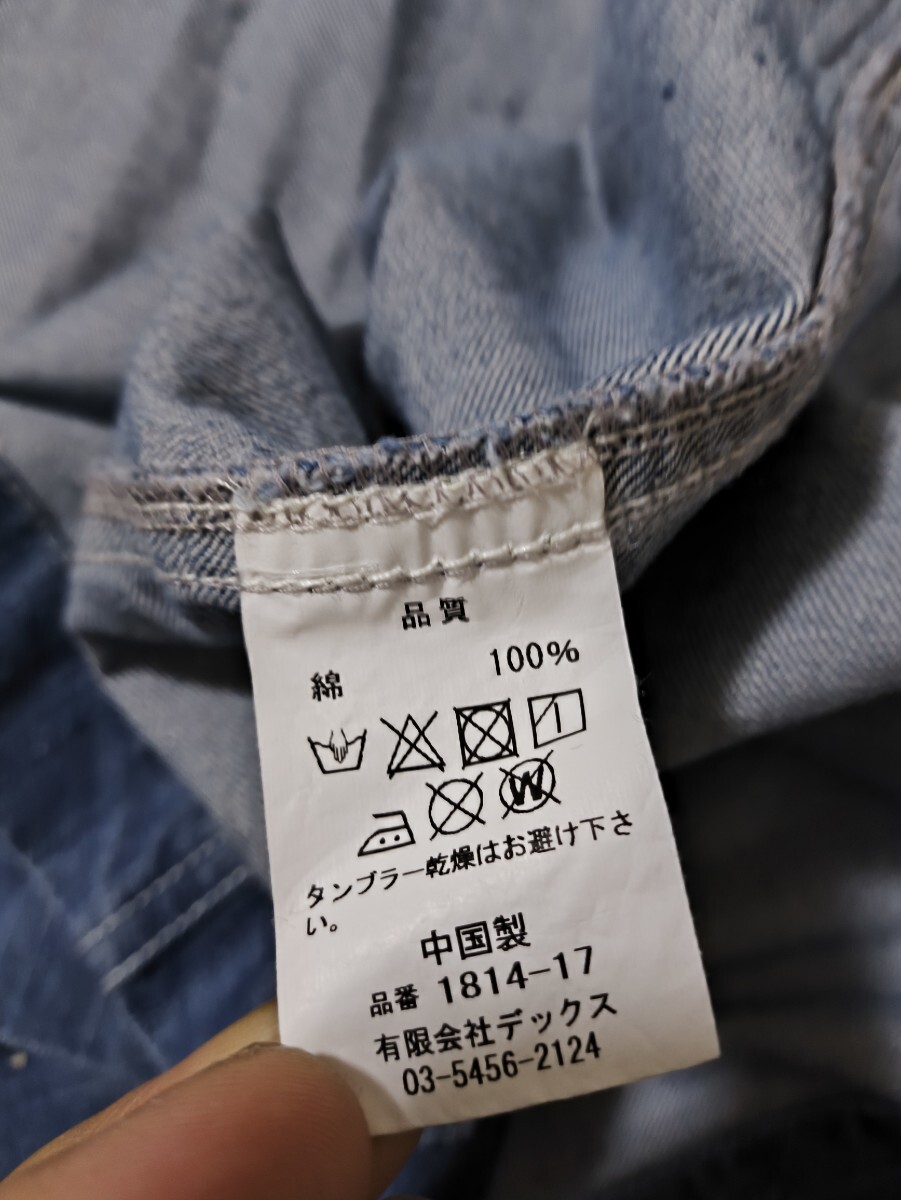 品質
綿 100%
W
タンブラー乾燥はお避け下さ
い。
中国製
品番 1814-17
有限会社デックス
03-5456-2124